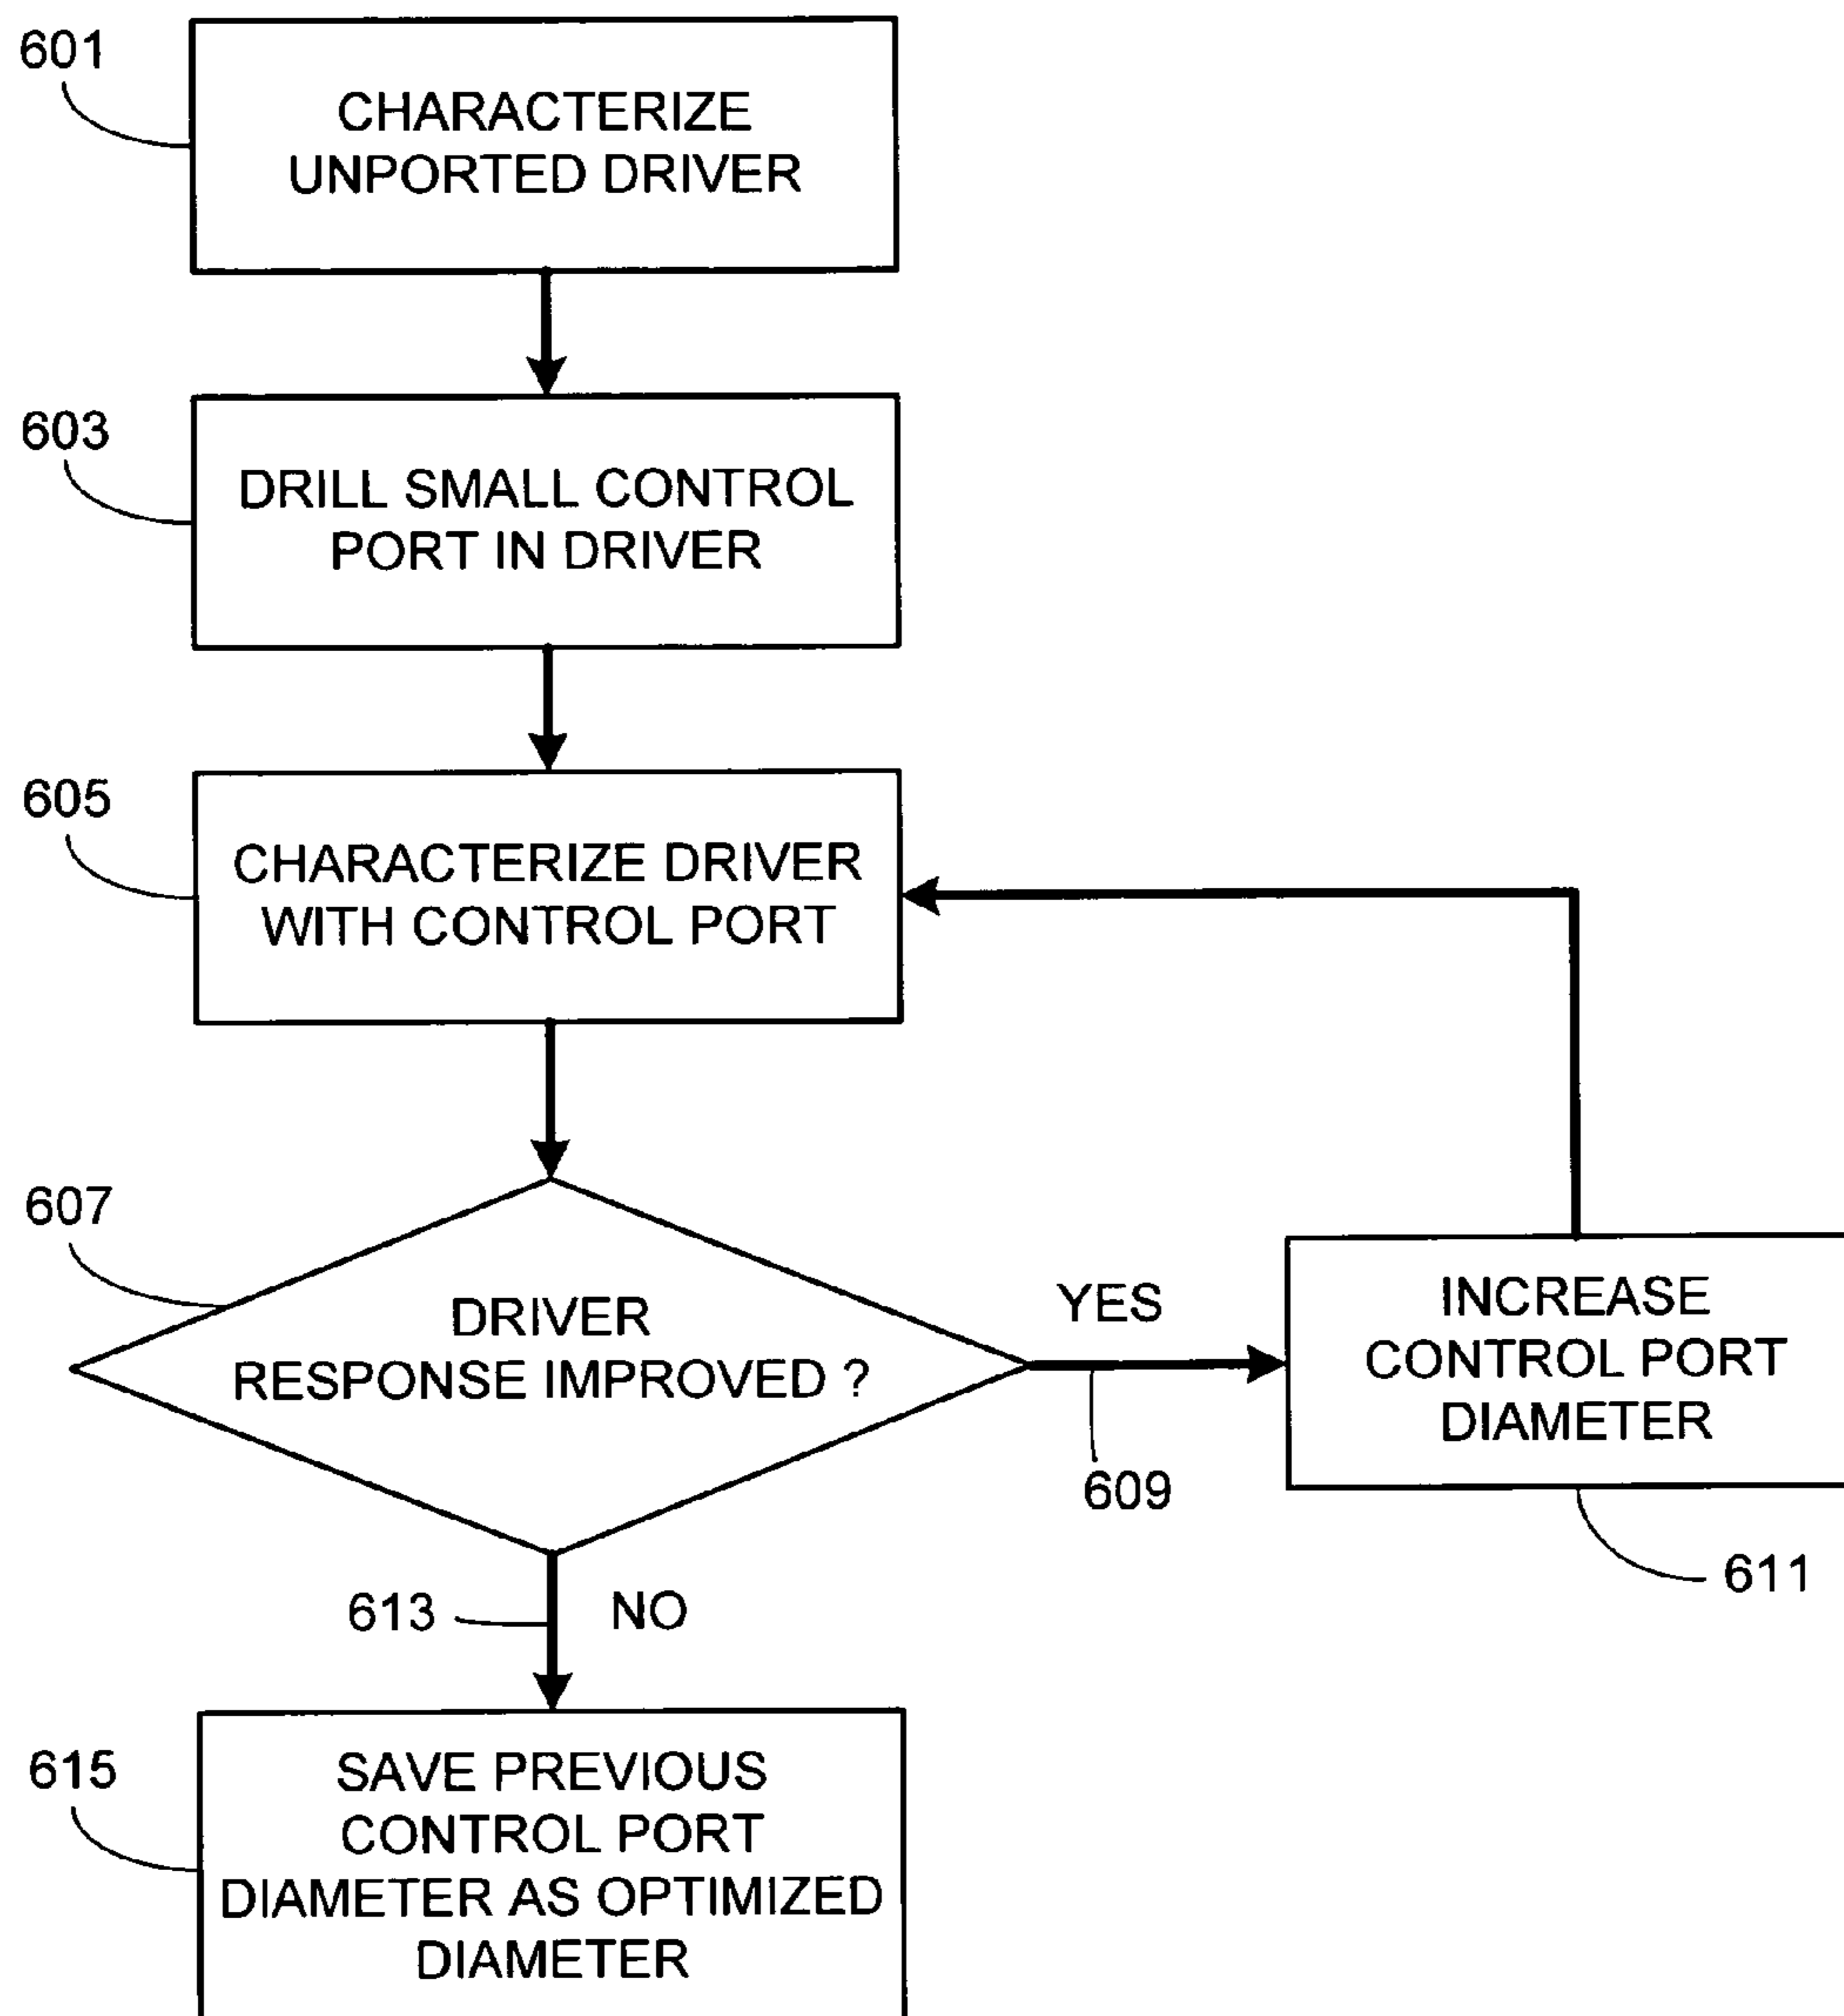 601
CHARACTERIZE
UNPORTED DRIVER
603
DRILL SMALL CONTROL
PORT IN DRIVER
605
CHARACTERIZE DRIVER
WITH CONTROL PORT
607
DRIVER
RESPONSE IMPROVED ?
YES
609
INCREASE
CONTROL PORT
DIAMETER
611
613
NO
615
SAVE PREVIOUS
CONTROL PORT
DIAMETER AS OPTIMIZED
DIAMETER